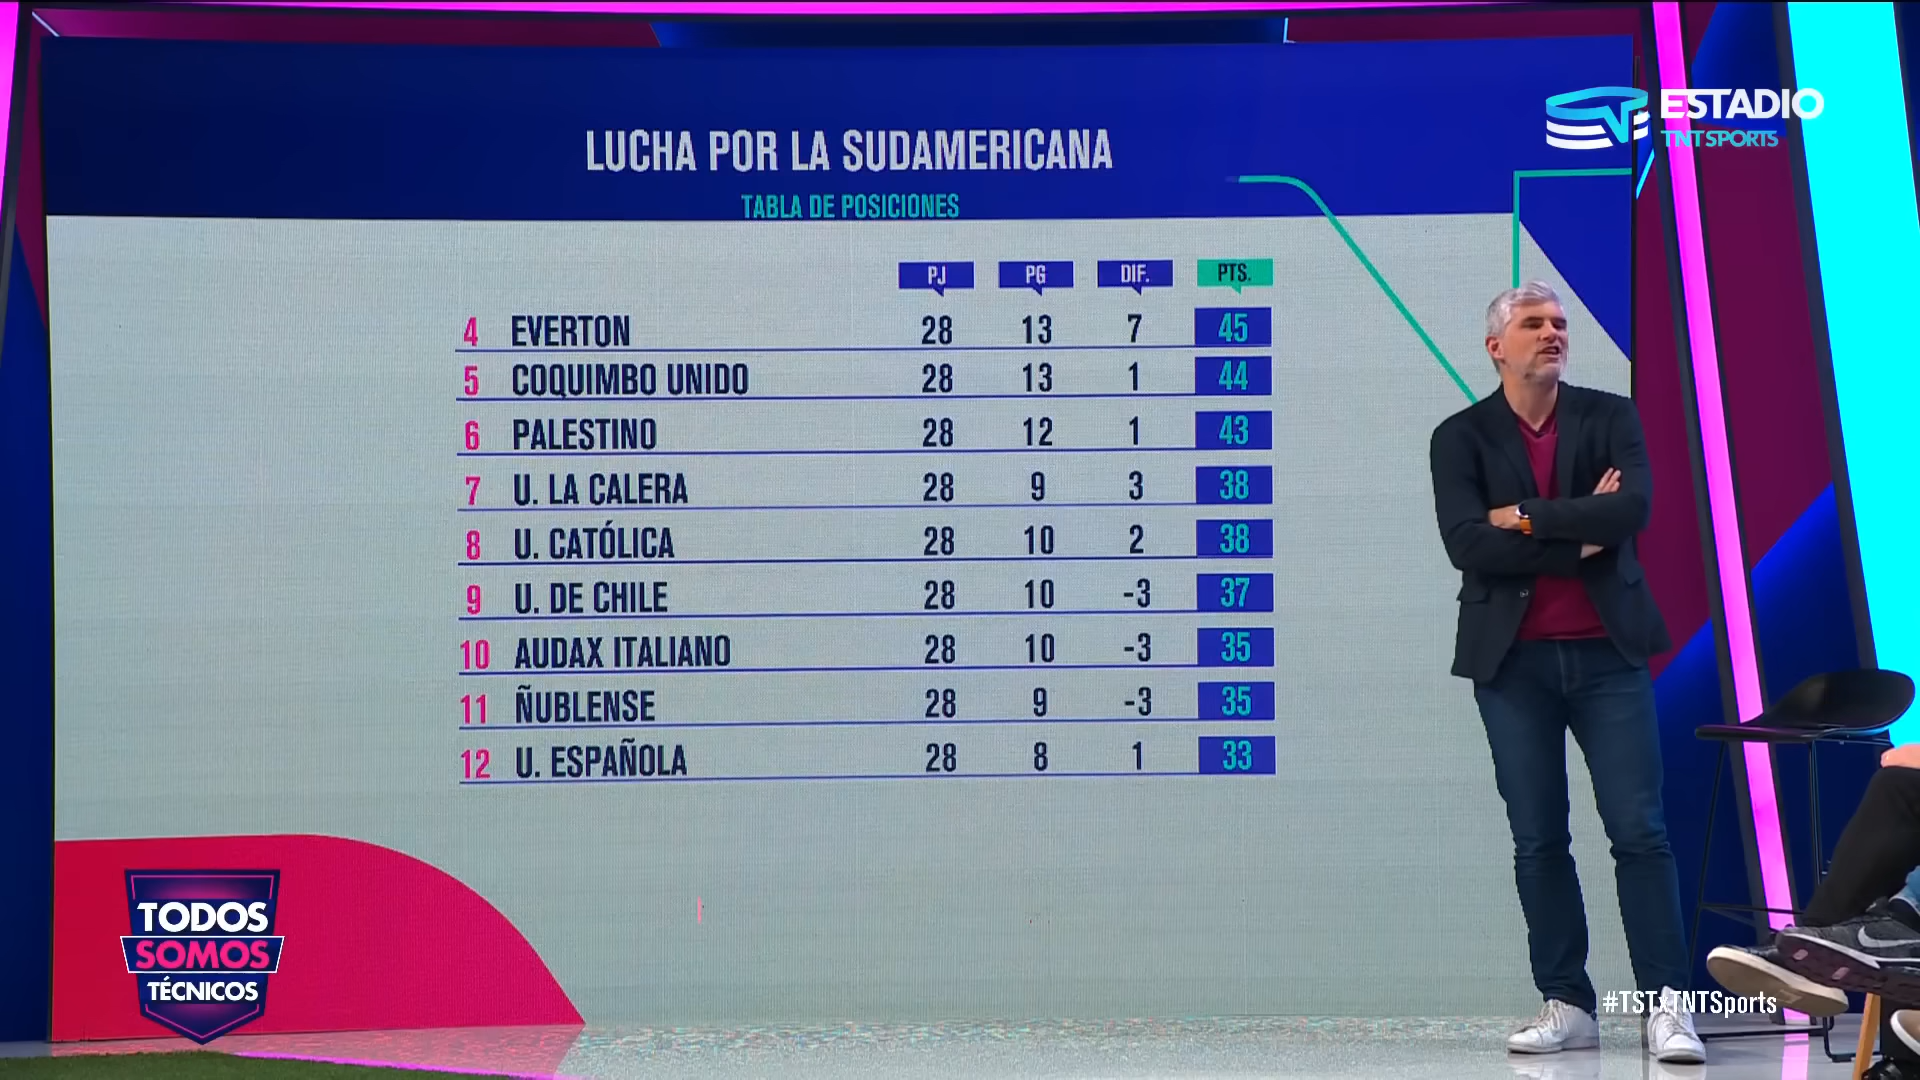 ESTADIO
TNT SPORTS
LUCHA POR LA SUDAMERICANA
TABLA DE POSICIONES
PJ PG DIF. PTS.
4 EVERTON 28 13 7 45
5 COQUIMBO UNIDO 28 13 1 44
6 PALESTINO 28 12 1 43
7 U. LA CALERA 28 9 3 38
8 U. CATÓLICA 28 10 2 38
9 U. DE CHILE 28 10 -3 37
10 AUDAX ITALIANO 28 10 -3 35
11 ÑUBLENSE 28 9 -3 35
12 U. ESPAÑOLA 28 8 1 33
TODOS
SOMOS
TÉCNICOS
#TSTxTNTSports